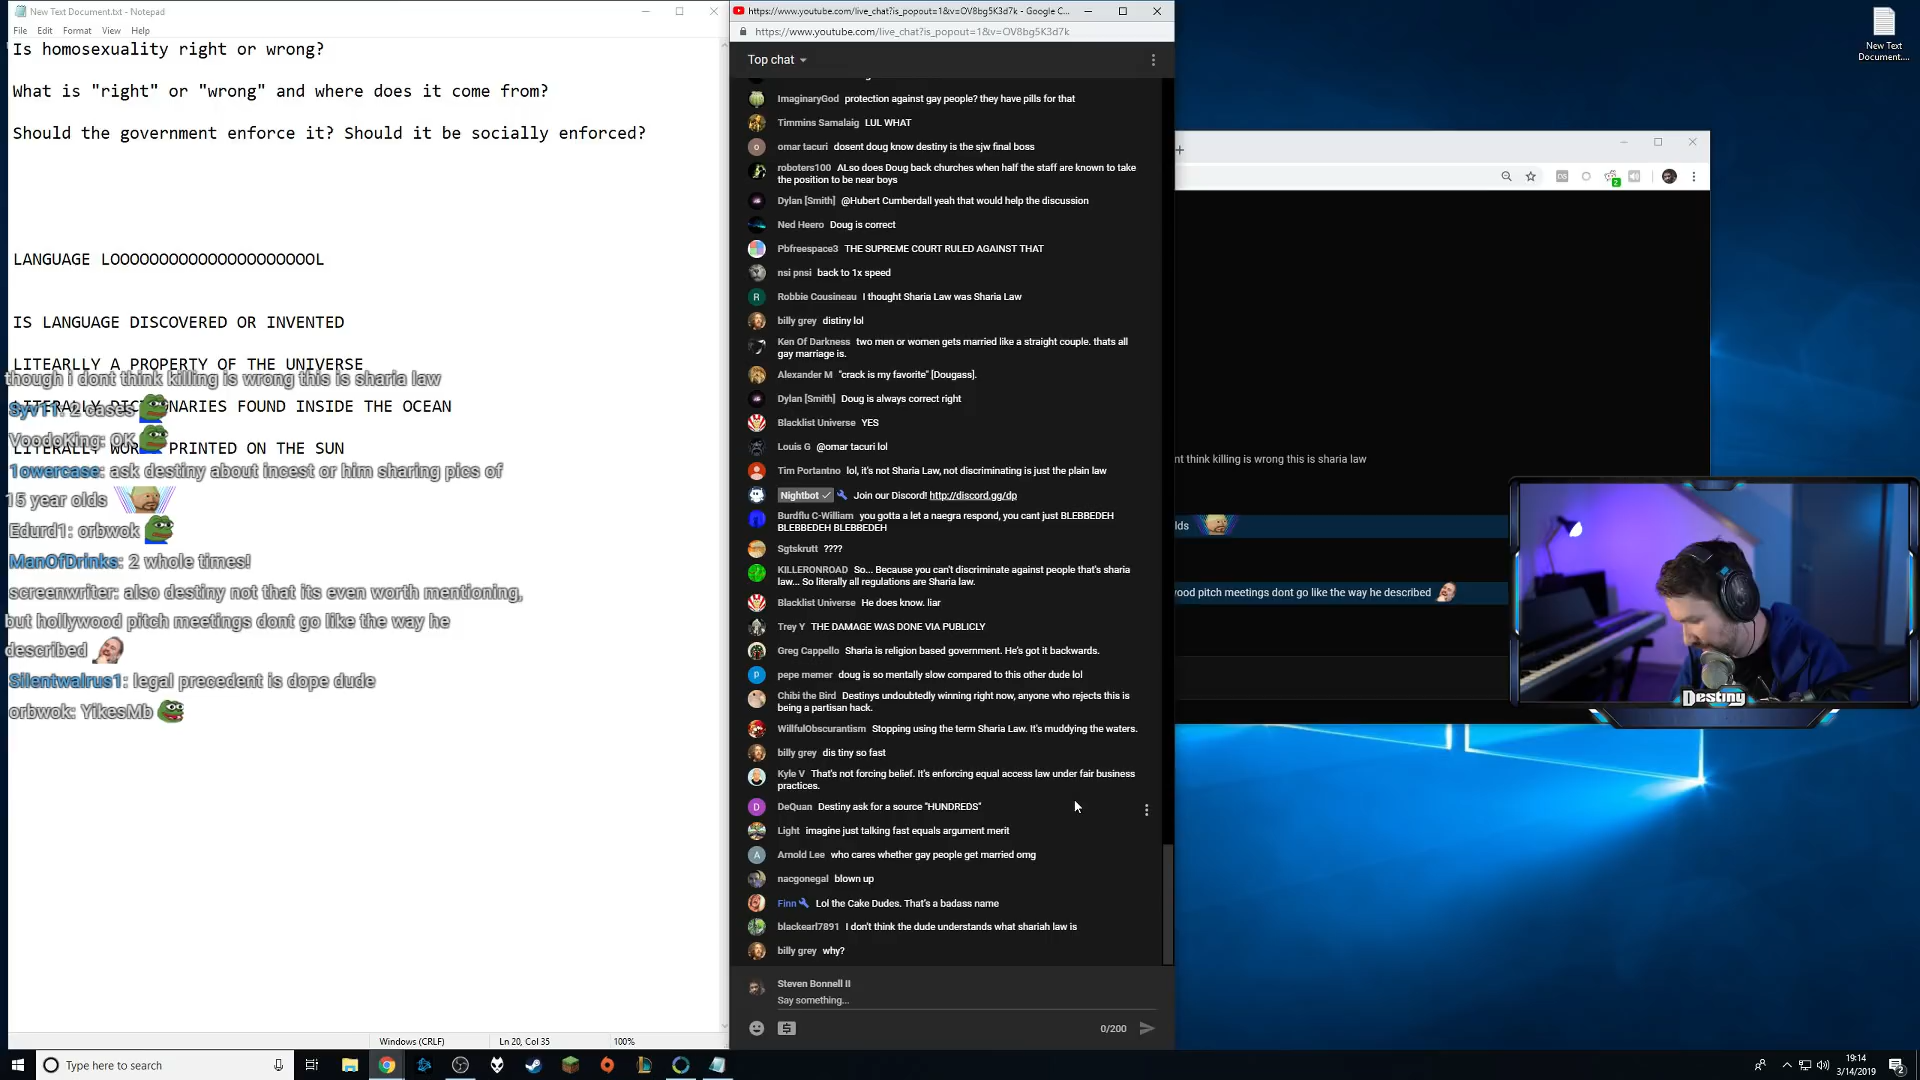 New Text Document.txt - Notepad
File Edit Format View Help
Is homosexuality right or wrong?
What is "right" or "wrong" and where does it come from?
Should the government enforce it? Should it be socially enforced?
IS LANGUAGE DISCOVERED OR INVENTED
LITEARLLY A PROPERTY OF THE UNIVERSE
though i dont think killing is wrong this is sharia law
Syv11: 2 cases
VoodoKing: OK
PRINTED ON THE SUN
1owercase: ask destiny about incest or him sharing pics of
15 year olds
Edurd1: orbwok
ManOfDrinks: 2 whole times!
screenwriter: also destiny not that its even worth mentioning,
but hollywood pitch meetings dont go like the way he
described
Silentwalrus1: legal precedent is dope dude
orbwok: YikesMb
Windows (CRLF) Ln 20, Col 35 100%
https://www.youtube.com/live_chat?is_popout=1&v=OV8bg5K3d7k - Google C...
https://www.youtube.com/live_chat?is_popout=1&v=OV8bg5K3d7k
Top chat
ImaginaryGod protection against gay people? they have pills for that
Timmins Samalaig LUL WHAT
omar tacuri dosent doug know destiny is the sjw final boss
roboters100 ALso does Doug back churches when half the staff are known to take
the position to be near boys
Dylan [Smith] @Hubert Cumberdall yeah that would help the discussion
Ned Heero Doug is correct
Pbfreespace3 THE SUPREME COURT RULED AGAINST THAT
nsi pnsi back to 1x speed
Robbie Cousineau I thought Sharia Law was Sharia Law
billy grey distiny lol
Ken Of Darkness two men or women gets married like a straight couple. thats all
gay marriage is.
Alexander M "crack is my favorite" [Dougass].
Dylan [Smith] Doug is always correct right
Blacklist Universe YES
Louis G @omar tacuri lol
Tim Portantno lol, it's not Sharia Law, not discriminating is just the plain law
Nightbot Join our Discord! http://discord.gg/dp
Burdflu C-William you gotta a let a naegra respond, you cant just BLEBBEDEH
BLEBBEDEH BLEBBEDEH
Sgtskrutt ????
KILLERONROAD So... Because you can't discriminate against people that's sharia
law... So literally all regulations are Sharia law.
Blacklist Universe He does know. liar
Trey Y THE DAMAGE WAS DONE VIA PUBLICLY
Greg Cappello Sharia is religion based government. He's got it backwards.
pepe memer doug is so mentally slow compared to this other dude lol
Chibi the Bird Destinys undoubtedly winning right now, anyone who rejects this is
being a partisan hack.
WillfulObscurantism Stopping using the term Sharia Law. It's muddying the waters.
billy grey dis tiny so fast
Kyle V That's not forcing belief. It's enforcing equal access law under fair business
practices.
DeQuan Destiny ask for a source "HUNDREDS"
Light imagine just talking fast equals argument merit
Arnold Lee who cares whether gay people get married omg
nacgonegal blown up
Finn Lol the Cake Dudes. That's a badass name
blackearl7891 I don't think the dude understands what shariah law is
billy grey why?
Steven Bonnell II
Say something...
0/200
New Text
Document....
nt think killing is wrong this is sharia law
lds
wood pitch meetings dont go like the way he described
Destiny
Type here to search
19:14
3/14/2019